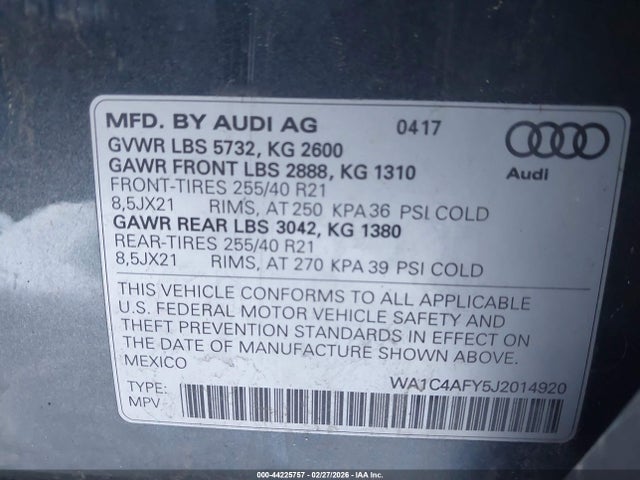 MFD. BY AUDI AG 0417
GVWR LBS 5732, KG 2600
GAWR FRONT LBS 2888, KG 1310
FRONT-TIRES 255/40 R21
8,5JX21 RIMS, AT 250 KPA 36 PSI COLD
GAWR REAR LBS 3042, KG 1380
REAR-TIRES 255/40 R21
8,5JX21 RIMS, AT 270 KPA 39 PSI COLD
Audi
THIS VEHICLE CONFORMS TO ALL APPLICABLE
U.S. FEDERAL MOTOR VEHICLE SAFETY AND
THEFT PREVENTION STANDARDS IN EFFECT ON
THE DATE OF MANUFACTURE SHOWN ABOVE.
MEXICO
WA1C4AFY5J2014920
TYPE:
MPV
000-44225757 - 02/27/2026 - IAA Inc.